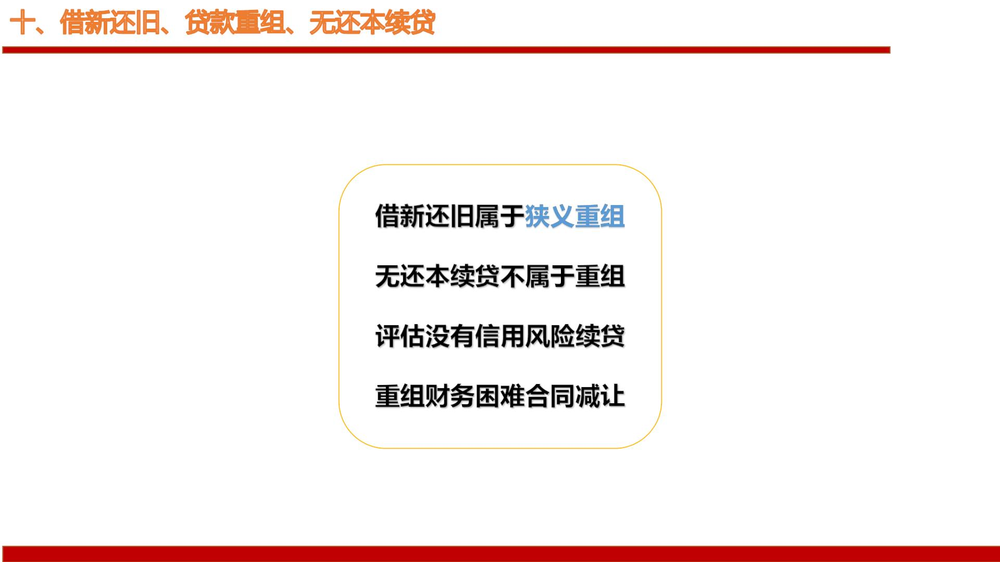 十、借新还旧、贷款重组、无还本续贷
借新还旧属于狭义重组
无还本续贷不属于重组
评估没有信用风险续贷
重组财务困难合同减让